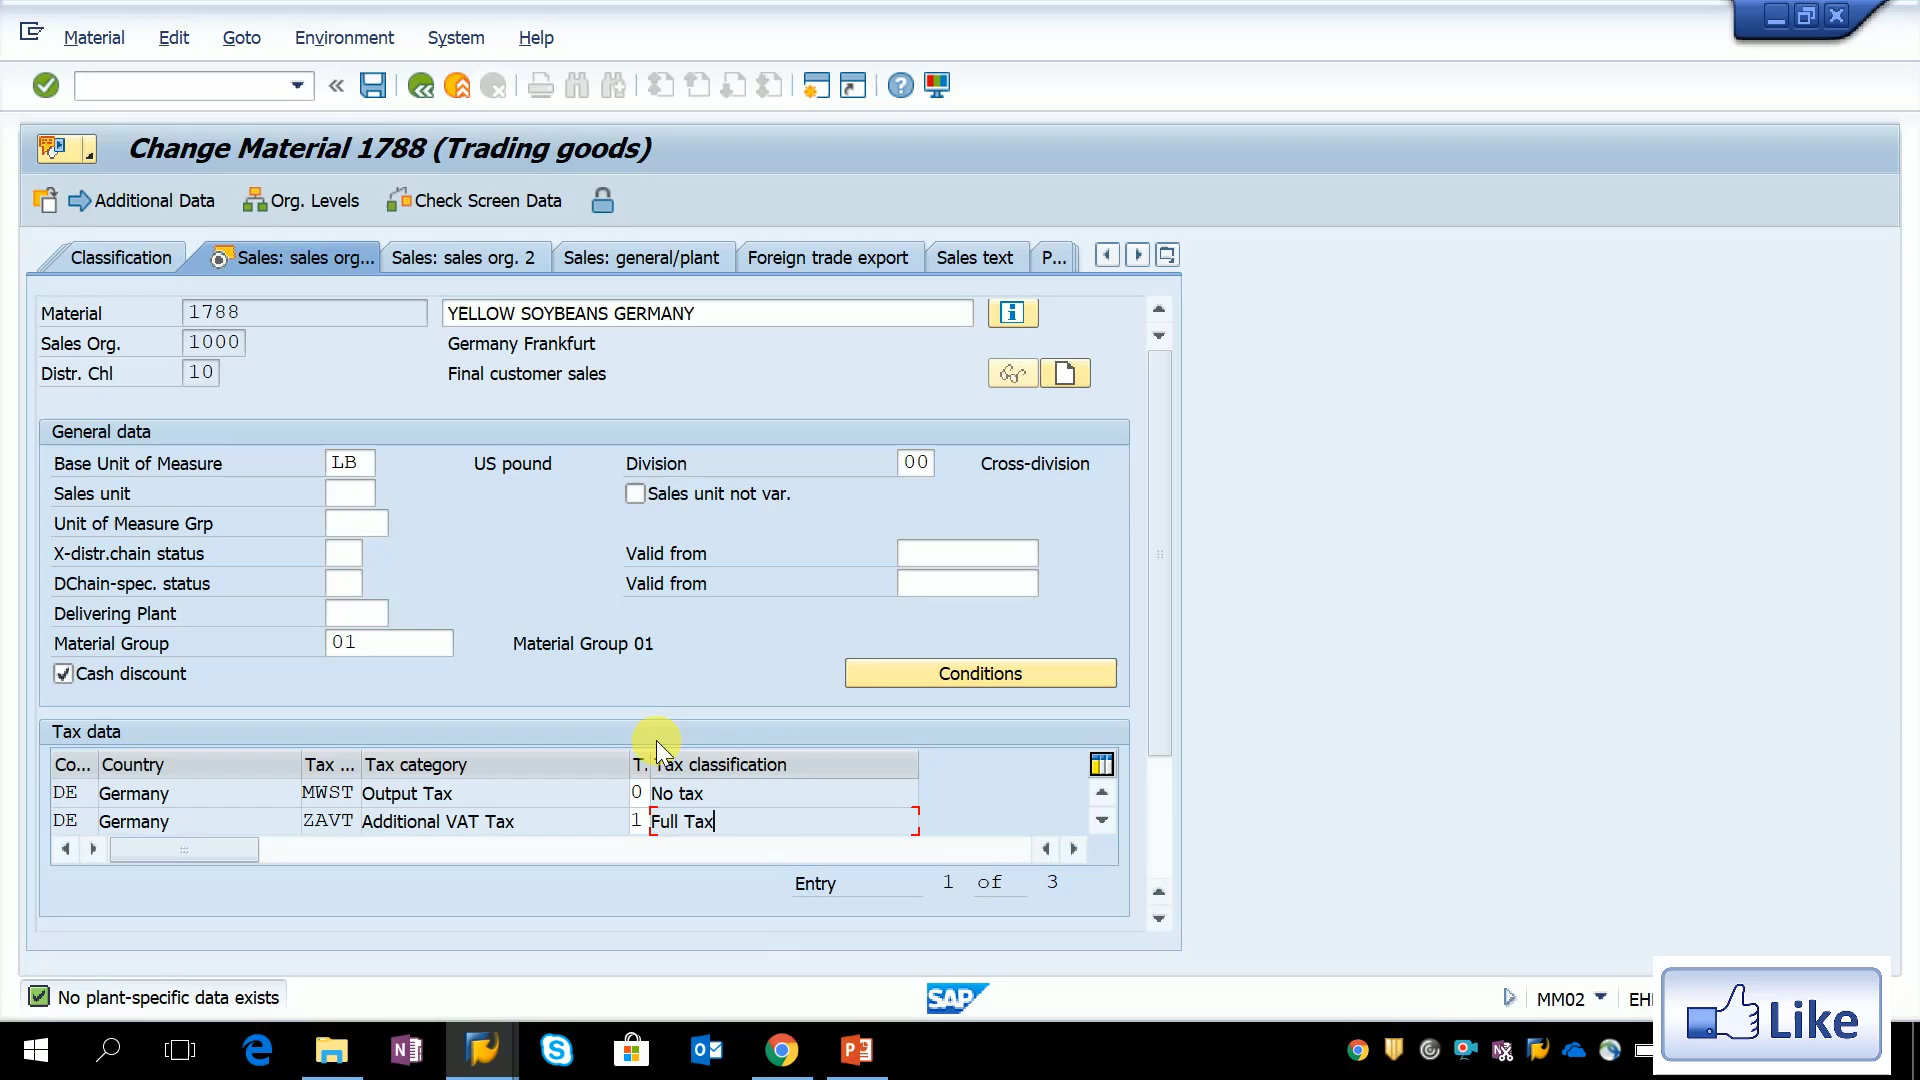 Material Edit Goto Environment System Help
Change Material 1788 (Trading goods)
Additional Data Org. Levels Check Screen Data
Classification Sales: sales org... Sales: sales org. 2 Sales: general/plant Foreign trade export Sales text P...
Material 1788 YELLOW SOYBEANS GERMANY
Sales Org. 1000 Germany Frankfurt
Distr. Chl 10 Final customer sales
General data
Base Unit of Measure LB US pound Division 00 Cross-division
Sales unit Sales unit not var.
Unit of Measure Grp
X-distr.chain status Valid from
DChain-spec. status Valid from
Delivering Plant
Material Group 01 Material Group 01
Cash discount Conditions
Tax data
Co... Country Tax ... Tax category T. Tax classification
DE Germany MWST Output Tax 0 No tax
DE Germany ZAVT Additional VAT Tax 1 Full Tax
Entry 1 of 3
No plant-specific data exists SAP MM02 Like